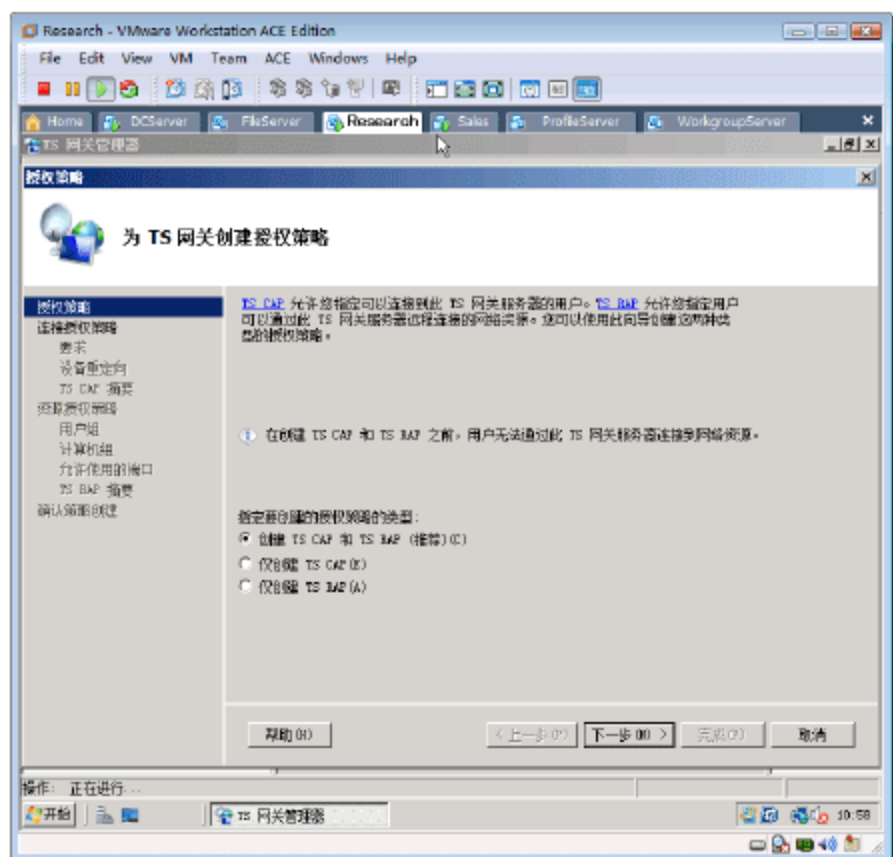 Research - VMware Workstation ACE Edition
File Edit View VM Team ACE Windows Help
Home DCServer FileServer Research Sales ProfileServer WorkgroupServer
TS 网关管理器
授权策略
为 TS 网关创建授权策略
授权策略
连接授权策略
要求
设备重定向
TS CAP 摘要
资源授权策略
用户组
计算机组
允许使用的端口
TS RAP 摘要
确认策略创建
TS CAP 允许您指定可以连接到此 TS 网关服务器的用户。TS RAP 允许您指定用户
可以通过此 TS 网关服务器远程连接的网络资源。您可以使用此向导创建这两种类
型的授权策略。
在创建 TS CAP 和 TS RAP 之前，用户无法通过此 TS 网关服务器连接到网络资源。
指定要创建的授权策略的类型:
创建 TS CAP 和 TS RAP (推荐)(C)
仅创建 TS CAP(E)
仅创建 TS RAP(A)
帮助(H) < 上一步(P) 下一步(N) > 完成(F) 取消
操作: 正在进行...
开始 TS 网关管理器 10:58